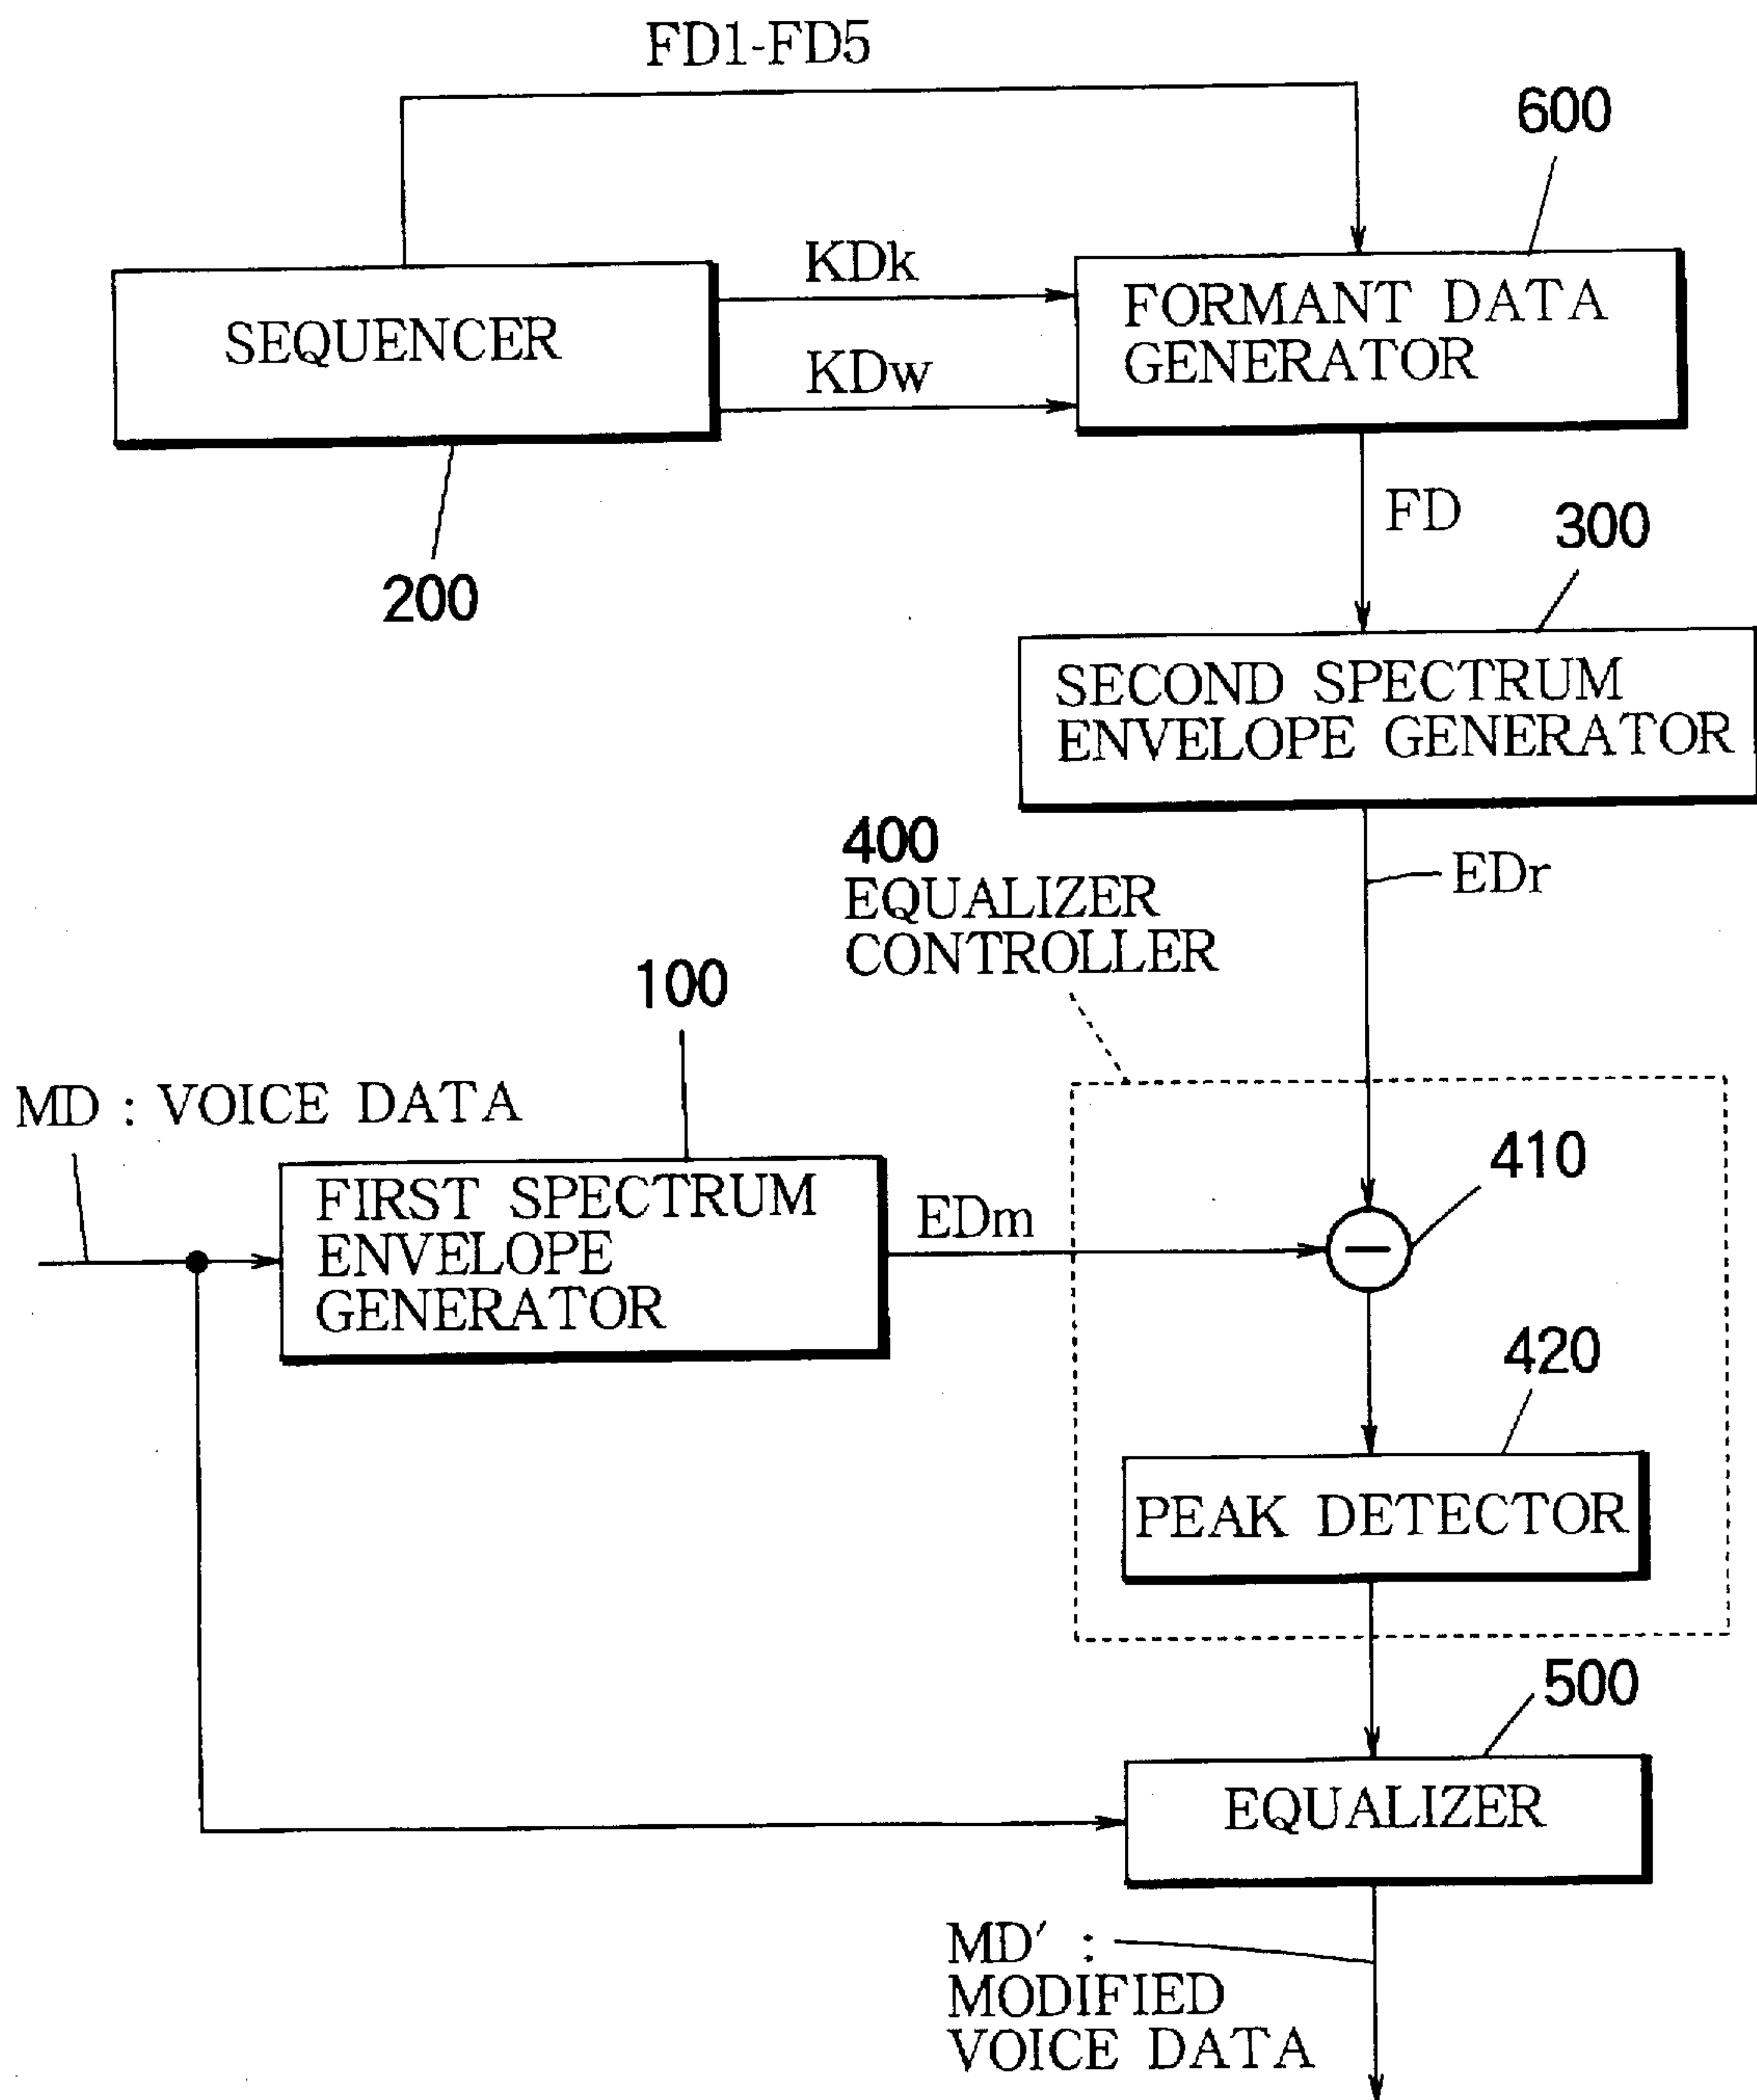 FD1-FD5
600
SEQUENCER
KDk
KDw
FORMANT DATA
GENERATOR
200
FD
300
SECOND SPECTRUM
ENVELOPE GENERATOR
400
EQUALIZER
CONTROLLER
EDr
100
MD : VOICE DATA
FIRST SPECTRUM
ENVELOPE
GENERATOR
EDm
410
420
PEAK DETECTOR
500
EQUALIZER
MD′ :
MODIFIED
VOICE DATA